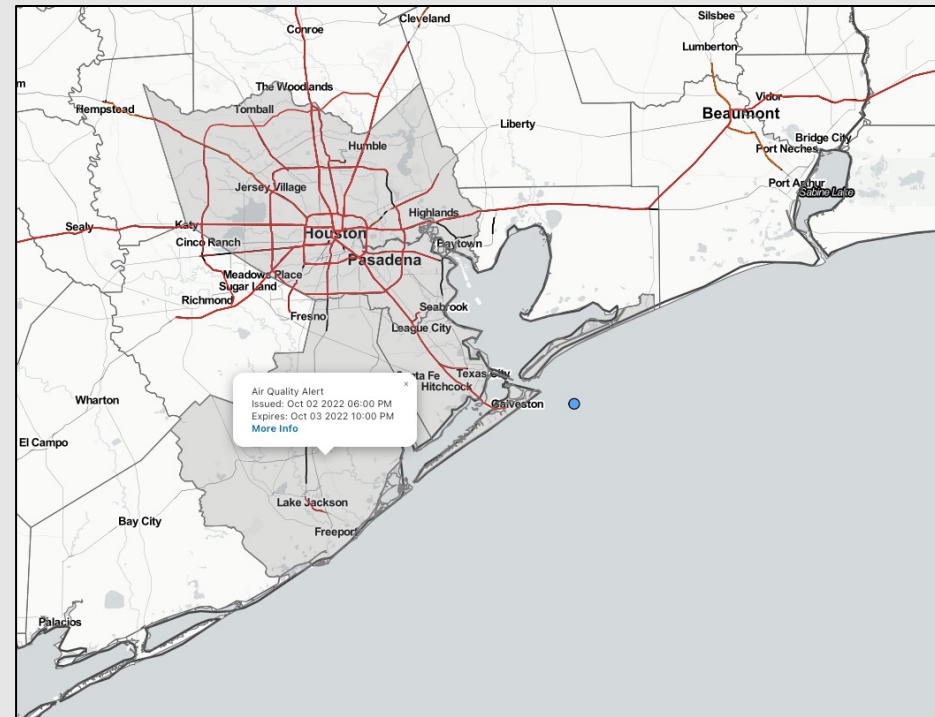 Cleveland
Silsbee
Conroe
Lumberton
The Woodlands
Vidor
Hempstead
Tomball
Beaumont
Liberty
Bridge City
Humble
Port Neches
Jersey Village
Port Arthur
Sabine Lake
Highlands
Sealy
Katy
Houston
Cinco Ranch
Baytown
Pasadena
Meadows Place
Sugar Land
Richmond
Seabrook
Fresno
League City
Texas City
Hitchcock
×
Air Quality Alert
Issued: Oct 02 2022 06:00 PM
Expires: Oct 03 2022 10:00 PM
More Info
Wharton
Galveston
El Campo
Lake Jackson
Bay City
Freeport
Palacios